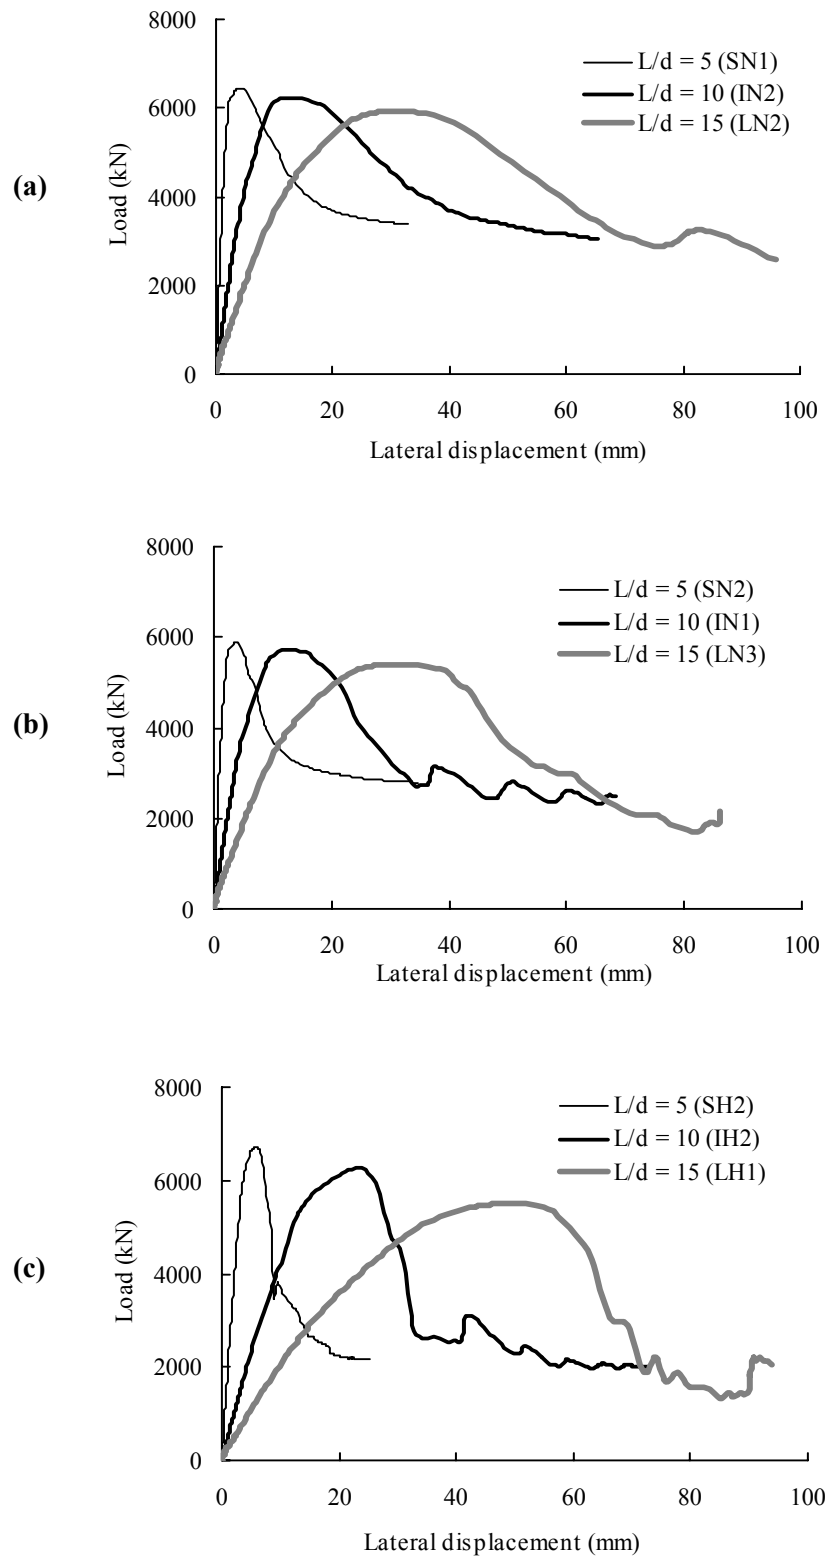 8000
6000
4000
2000
0
Load (kN)
(a)
L/d = 5 (SN1)
L/d = 10 (IN2)
L/d = 15 (LN2)
0 20 40 60 80 100
Lateral displacement (mm)
8000
6000
4000
2000
0
Load (kN)
(b)
L/d = 5 (SN2)
L/d = 10 (IN1)
L/d = 15 (LN3)
0 20 40 60 80 100
Lateral displacement (mm)
8000
6000
4000
2000
0
Load (kN)
(c)
L/d = 5 (SH2)
L/d = 10 (IH2)
L/d = 15 (LH1)
0 20 40 60 80 100
Lateral displacement (mm)